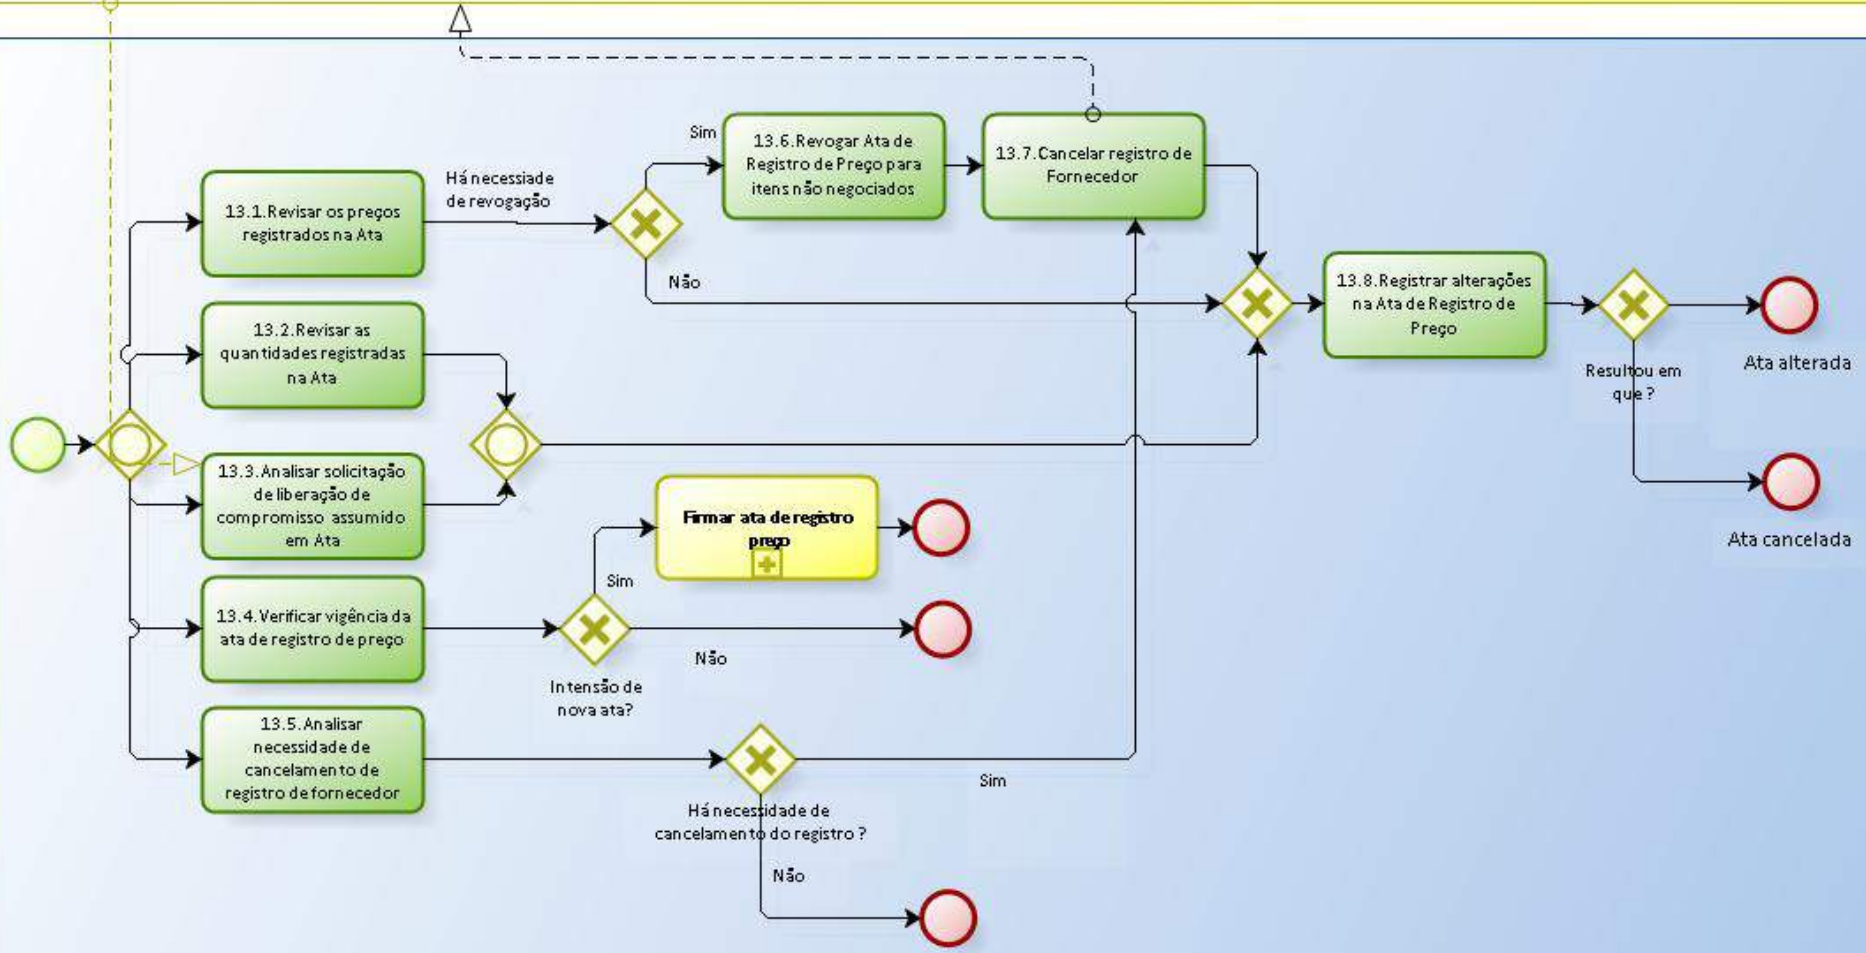 Sim
13.6.Revogar Ata de
Registro de Preço para
itens não negociados
13.7.Cancelar registro de
Fornecedor
Há necessiade
de revogação
13.1.Revisar os preços
registrados na Ata
Não
13.8.Registrar alterações
na Ata de Registro de
Preço
13.2.Revisar as
quantidades registradas
na Ata
Resultou em
que ?
Ata alterada
13.3.Analisar solicitação
de liberação de
compromisso assumido
em Ata
Firmar ata de registro
preço
Ata cancelada
Sim
13.4.Verificar vigência da
ata de registro de preço
Não
Intensão de
nova ata?
13.5.Analisar
necessidade de
cancelamento de
registro de fornecedor
Sim
Há necessidade de
cancelamento do registro ?
Não